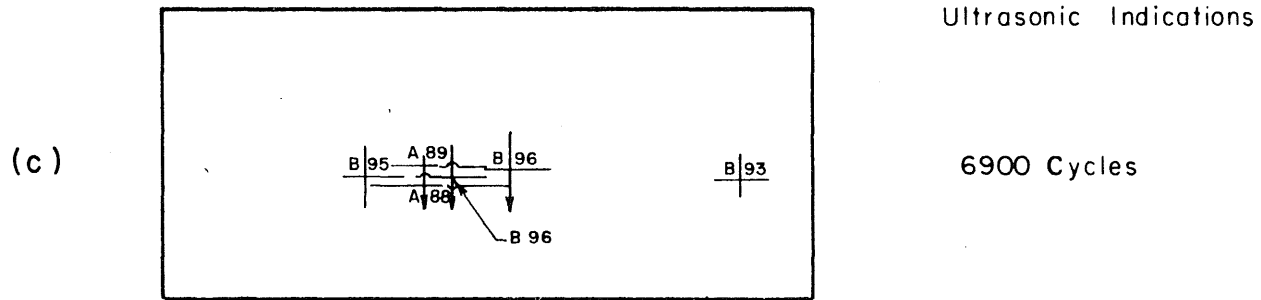 Ultrasonic Indications
(c)
B 95
A 89
B 96
B 93
6900 Cycles
A 88
B 96